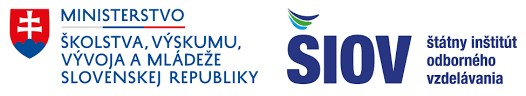 MINISTERSTVO
ŠKOLSTVA, VÝSKUMU,
VÝVOJA A MLÁDEŽE
SLOVENSKEJ REPUBLIKY
ŠIOV
štátny inštitút
odborného
vzdelávania